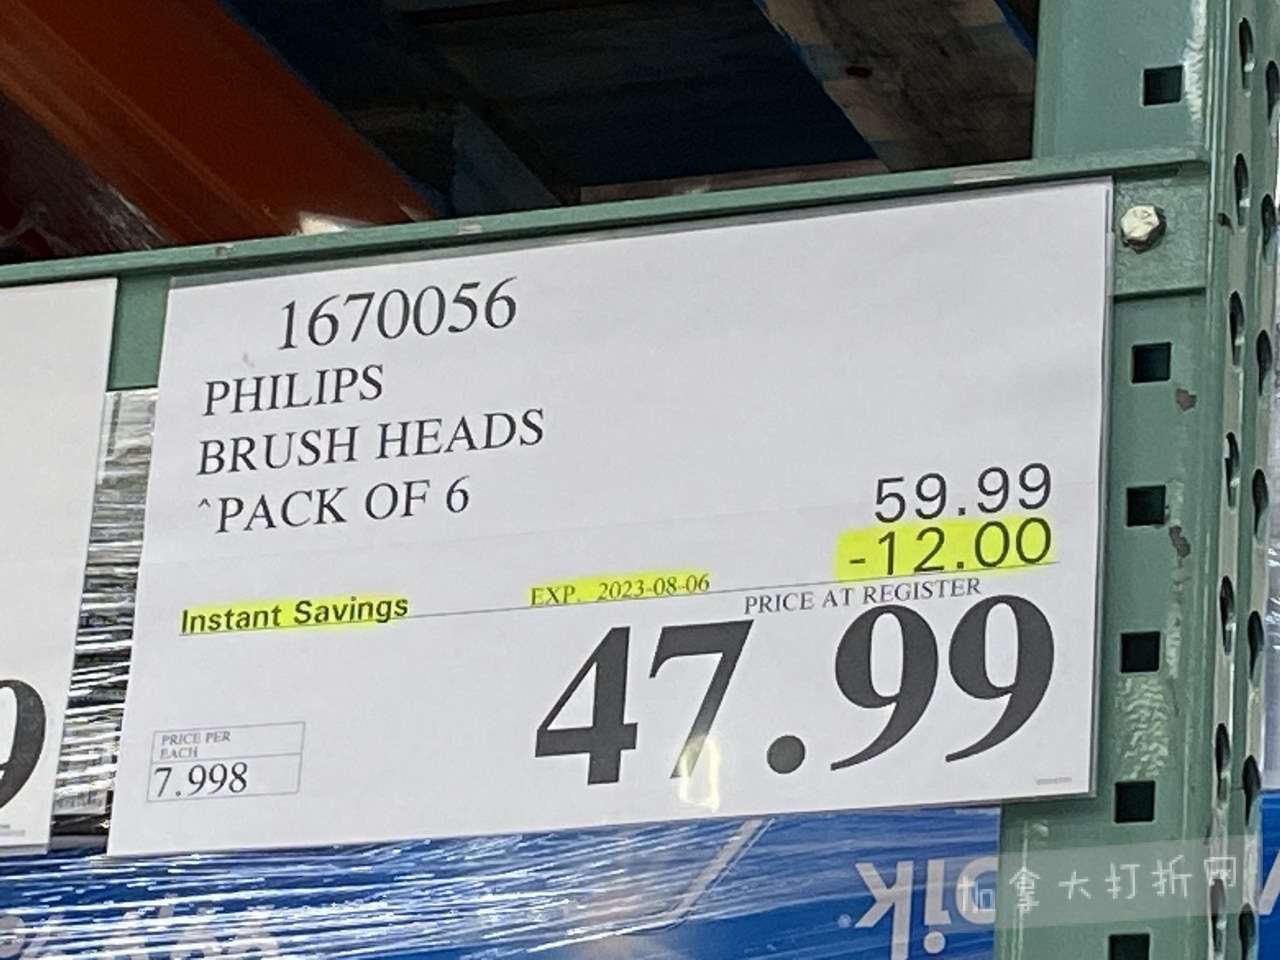 1670056
PHILIPS
BRUSH HEADS
^PACK OF 6
59.99
-12.00
Instant Savings EXP. 2023-08-06
PRICE AT REGISTER
47.99
PRICE PER
EACH
7.998
9
加拿大打折网